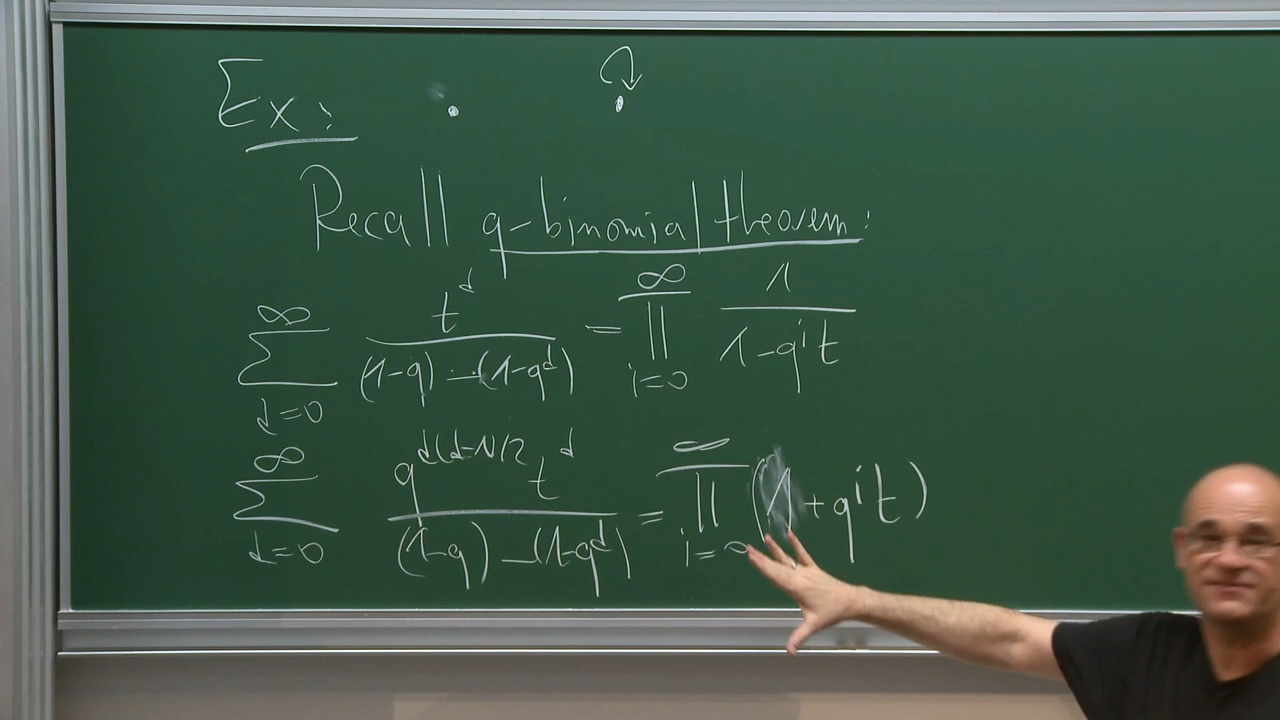 Ex:
Recall q-binomial theorem:
∑_{d=0}^{∞} t^d / ((1-q) ... (1-q^d)) = ∏_{i=0}^{∞} 1 / (1-q^i t)
∑_{d=0}^{∞} q^{d(d-1)/2} t^d / ((1-q) — (1-q^d)) = ∏_{i=0}^{∞} (1+q^i t)